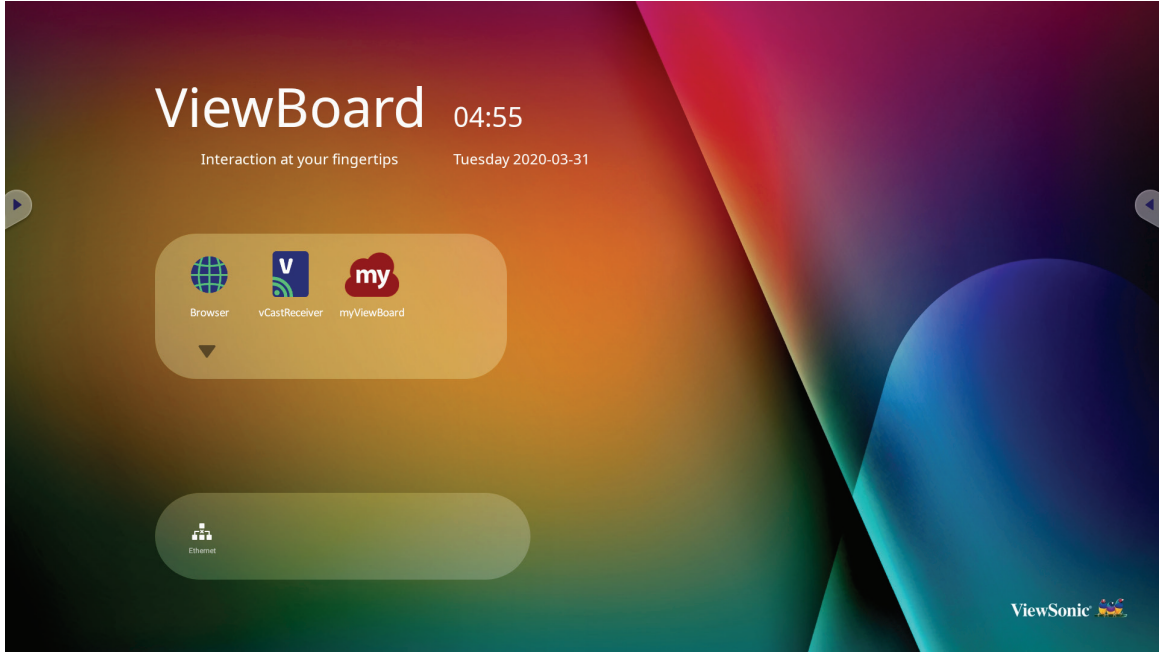 ViewBoard 04:55
Interaction at your fingertips Tuesday 2020-03-31
V my
Browser vCastReceiver myViewBoard
Ethernet
ViewSonic®